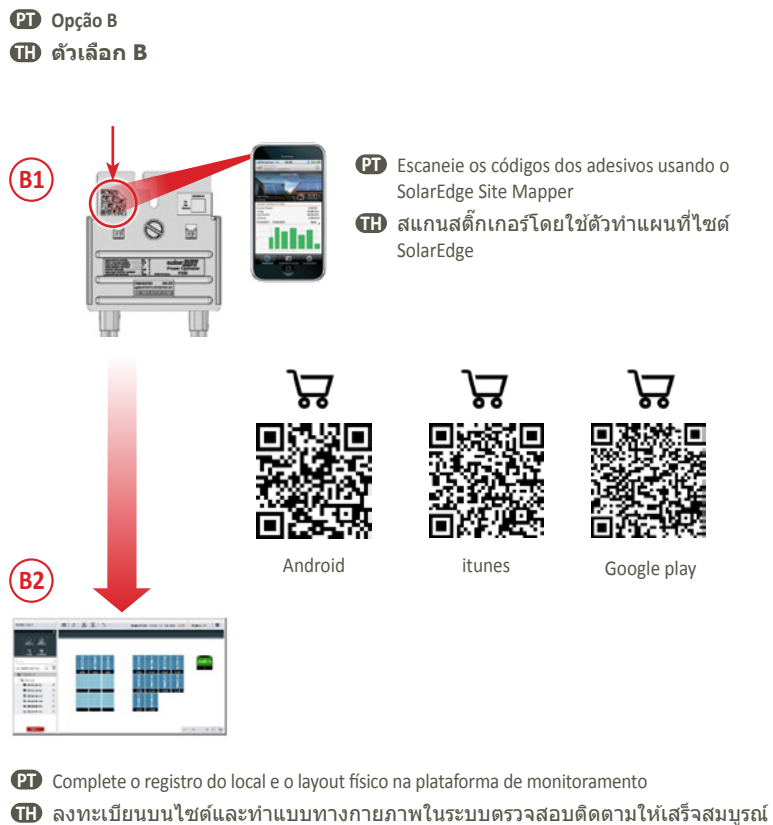 PT Opção B
TH ตัวเลือก B
B1
PT Escaneie os códigos dos adesivos usando o
SolarEdge Site Mapper
TH สแกนสติ๊กเกอร์โดยใช้ตัวทำแผนที่ไซต์
SolarEdge
Android
itunes
Google play
B2
PT Complete o registro do local e o layout físico na plataforma de monitoramento
TH ลงทะเบียนบนไซต์และทำแบบทางกายภาพในระบบตรวจสอบติดตามให้เสร็จสมบูรณ์